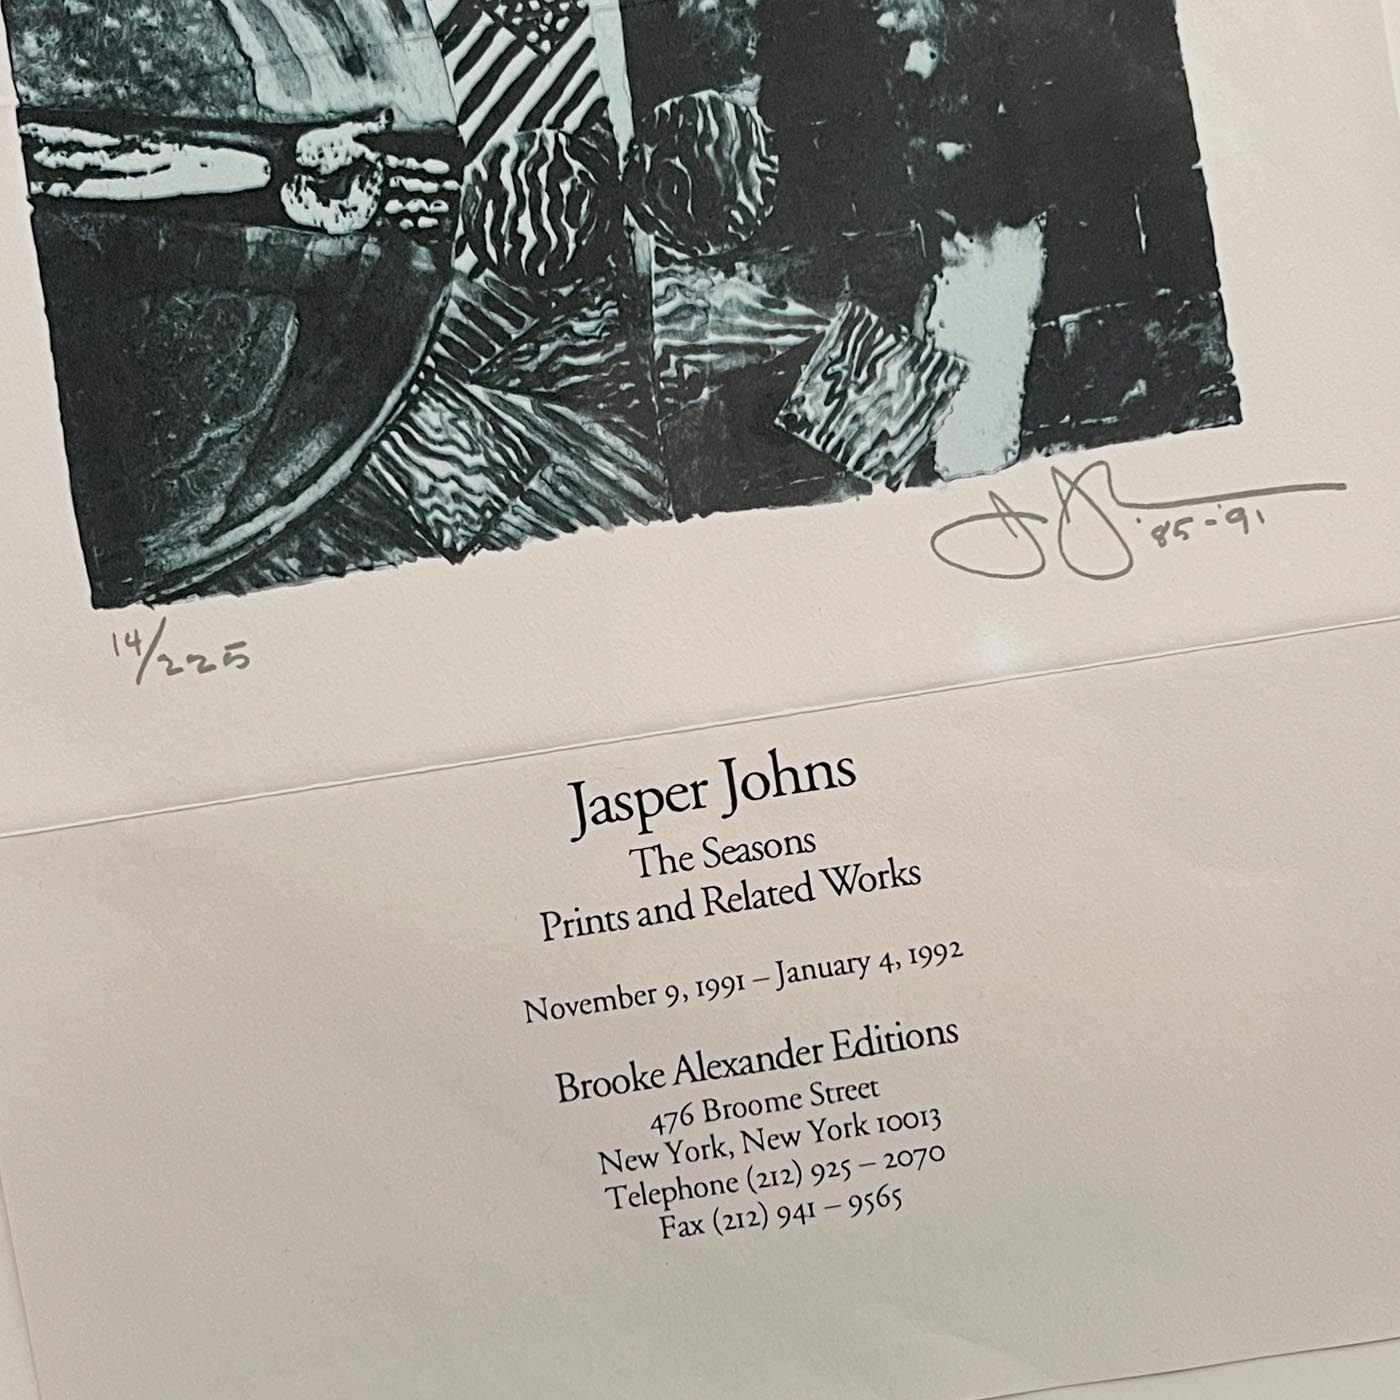 '85-'91
14/225
Jasper Johns
The Seasons
Prints and Related Works
November 9, 1991 – January 4, 1992
Brooke Alexander Editions
476 Broome Street
New York, New York 10013
Telephone (212) 925 – 2070
Fax (212) 941 – 9565